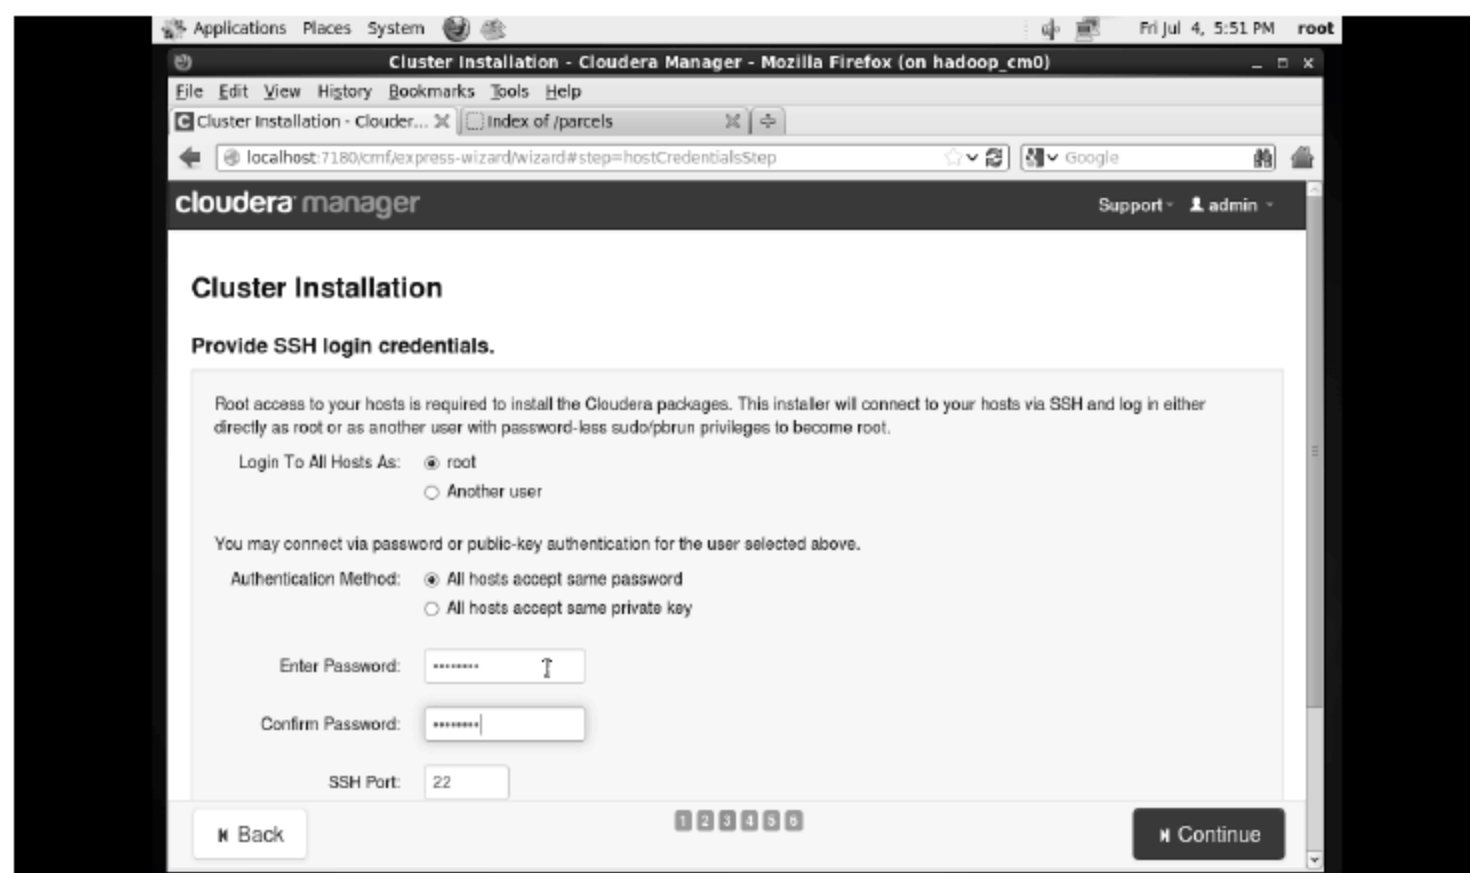 Applications Places System Fri Jul 4, 5:51 PM root
Cluster Installation - Cloudera Manager - Mozilla Firefox (on hadoop_cm0)
File Edit View History Bookmarks Tools Help
Cluster Installation - Clouder... Index of /parcels
localhost:7180/cmf/express-wizard/wizard#step=hostCredentialsStep Google
cloudera manager Support admin
Cluster Installation
Provide SSH login credentials.
Root access to your hosts is required to install the Cloudera packages. This installer will connect to your hosts via SSH and log in either
directly as root or as another user with password-less sudo/pbrun privileges to become root.
Login To All Hosts As: root
Another user
You may connect via password or public-key authentication for the user selected above.
Authentication Method: All hosts accept same password
All hosts accept same private key
Enter Password: ••••••••
Confirm Password: ••••••••
SSH Port: 22
Back 1 2 3 4 5 6 Continue